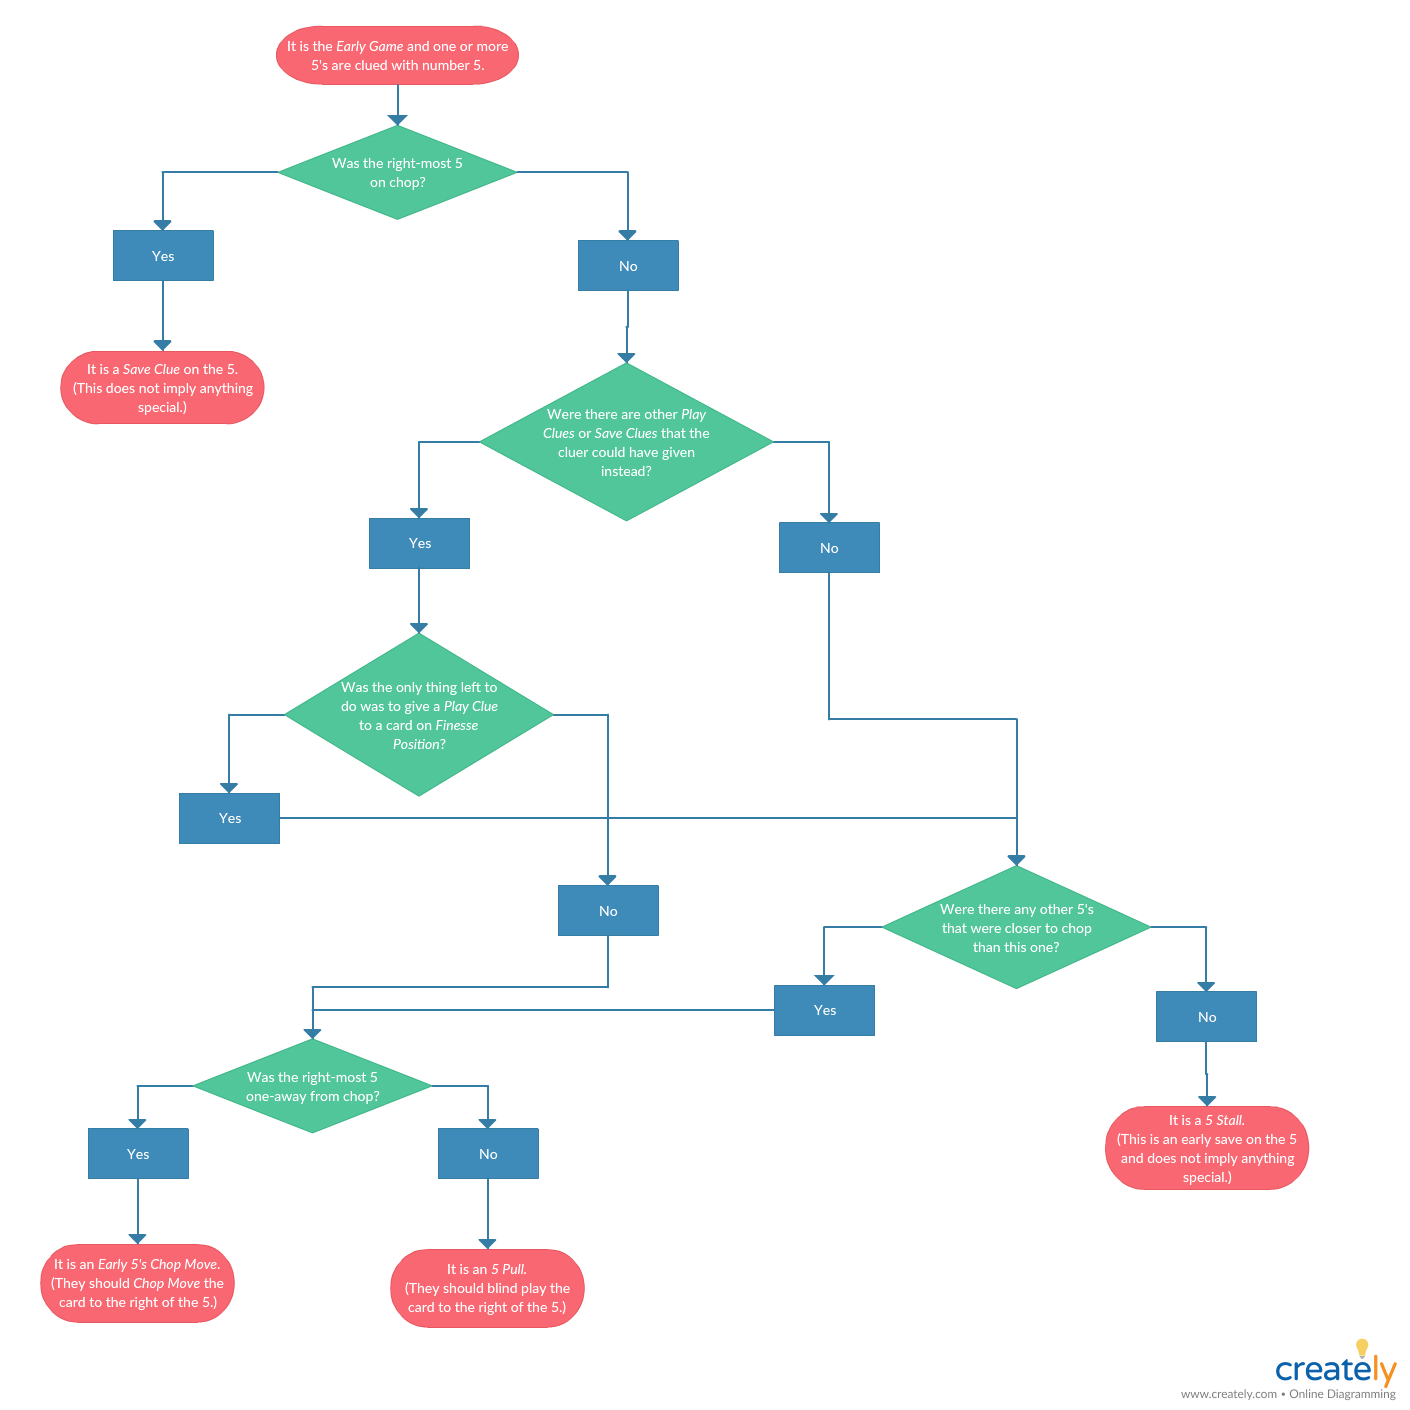 It is the Early Game and one or more
5's are clued with number 5.
Was the right-most 5
on chop?
Yes
No
It is a Save Clue on the 5.
(This does not imply anything
special.)
Were there are other Play
Clues or Save Clues that the
cluer could have given
instead?
Yes
No
Was the only thing left to
do was to give a Play Clue
to a card on Finesse
Position?
Yes
No
Were there any other 5's
that were closer to chop
than this one?
Yes
No
Was the right-most 5
one-away from chop?
Yes
No
It is a 5 Stall.
(This is an early save on the 5
and does not imply anything
special.)
It is an Early 5's Chop Move.
(They should Chop Move the
card to the right of the 5.)
It is an 5 Pull.
(They should blind play the
card to the right of the 5.)
creately
www.creately.com • Online Diagramming